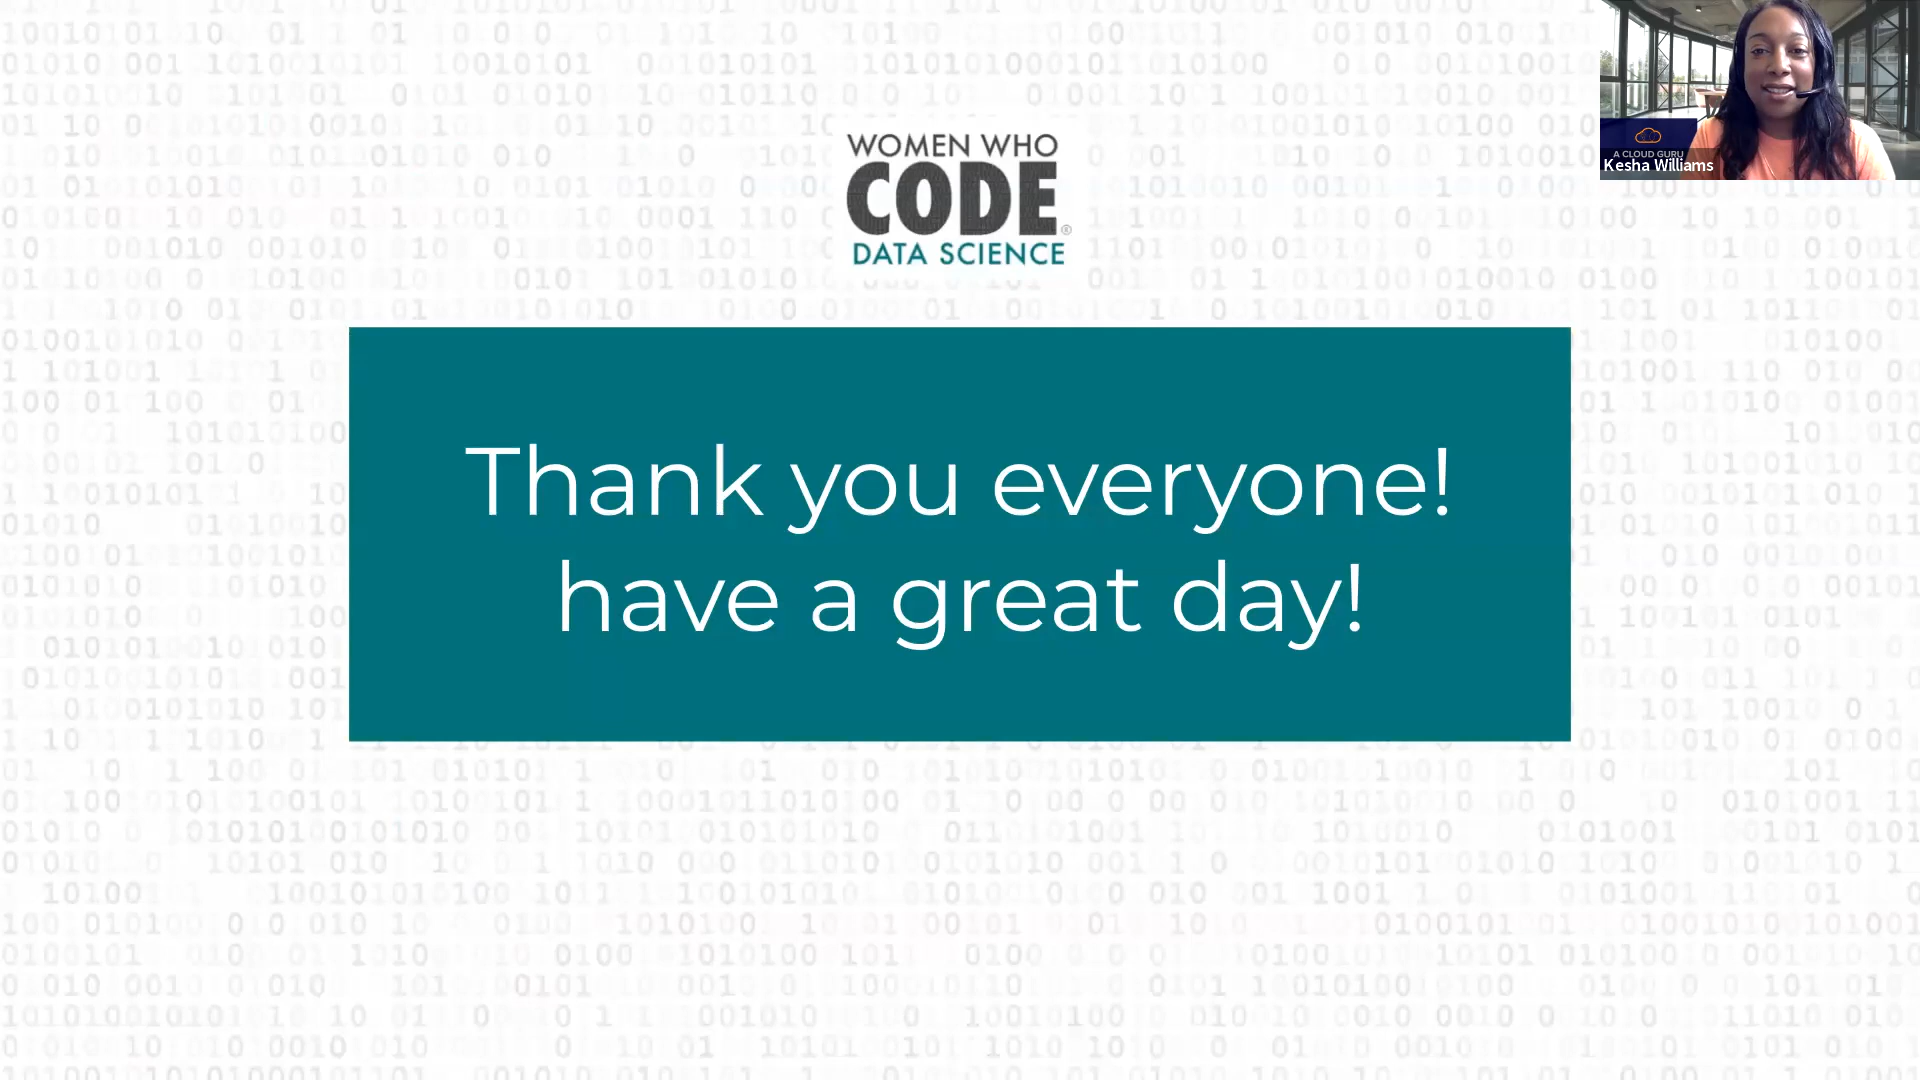 WOMEN WHO
CODE®
DATA SCIENCE
A CLOUD GURU
Kesha Williams
Thank you everyone!
have a great day!